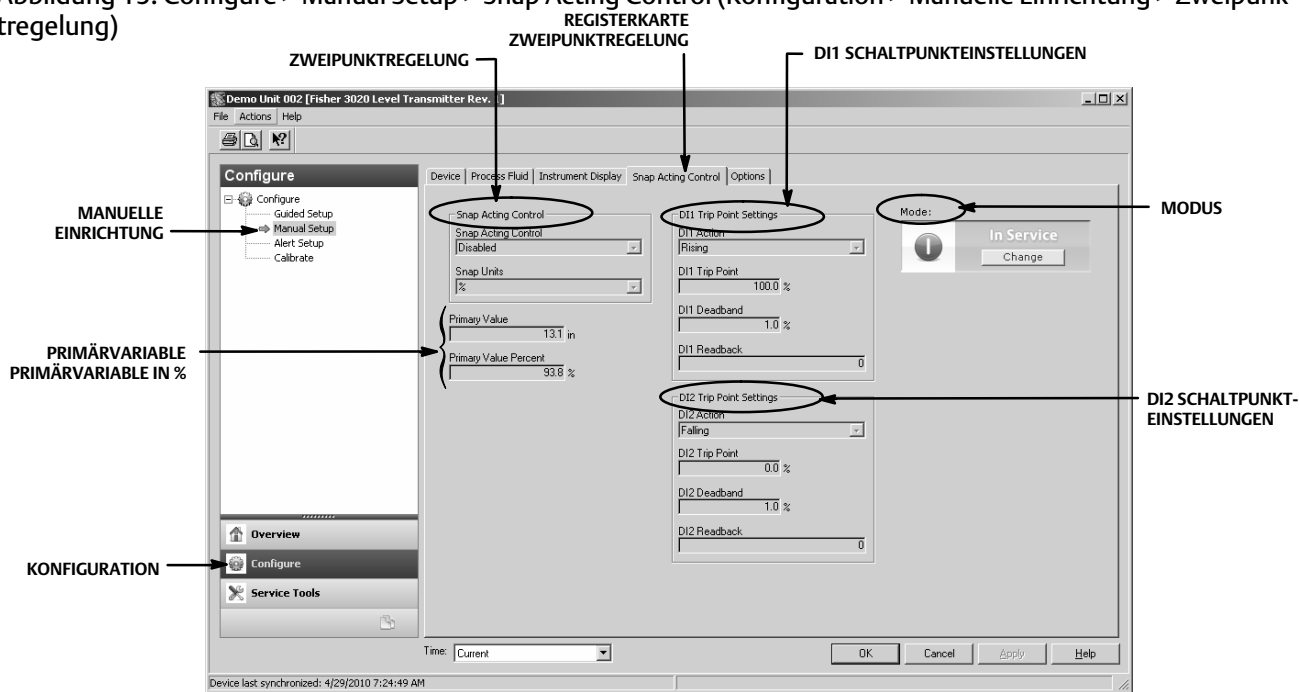 Abbildung 15. Configure > Manual Setup > Snap Acting Control (Konfiguration > Manuelle Einrichtung > Zweipunk-
tregelung)
REGISTERKARTE
ZWEIPUNKTREGELUNG
ZWEIPUNKTREGELUNG
DI1 SCHALTPUNKTEINSTELLUNGEN
Demo Unit 002 [Fisher 3020 Level Transmitter Rev. ]
File Actions Help
Configure
Configure
Guided Setup
Manual Setup
Alert Setup
Calibrate
MANUELLE
EINRICHTUNG
Device Process Fluid Instrument Display Snap Acting Control Options
Snap Acting Control
Snap Acting Control
Disabled
Snap Units
%
Primary Value
13.1 in
Primary Value Percent
93.8 %
PRIMÄRVARIABLE
PRIMÄRVARIABLE IN %
DI1 Trip Point Settings
DI1 Action
Rising
DI1 Trip Point
100.0 %
DI1 Deadband
1.0 %
DI1 Readback
0
DI2 Trip Point Settings
DI2 Action
Falling
DI2 Trip Point
0.0 %
DI2 Deadband
1.0 %
DI2 Readback
0
Mode:
In Service
Change
MODUS
DI2 SCHALTPUNKT-
EINSTELLUNGEN
Overview
Configure
Service Tools
KONFIGURATION
Time: Current
OK Cancel Apply Help
Device last synchronized: 4/29/2010 7:24:49 AM